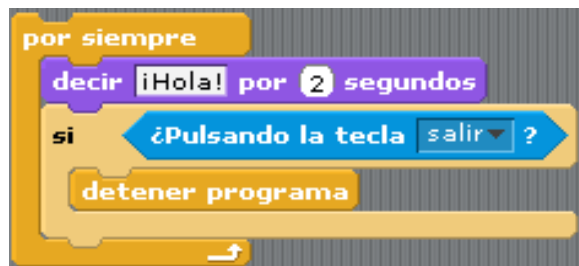 por siempre
decir ¡Hola! por 2 segundos
si ¿Pulsando la tecla salir ?
detener programa